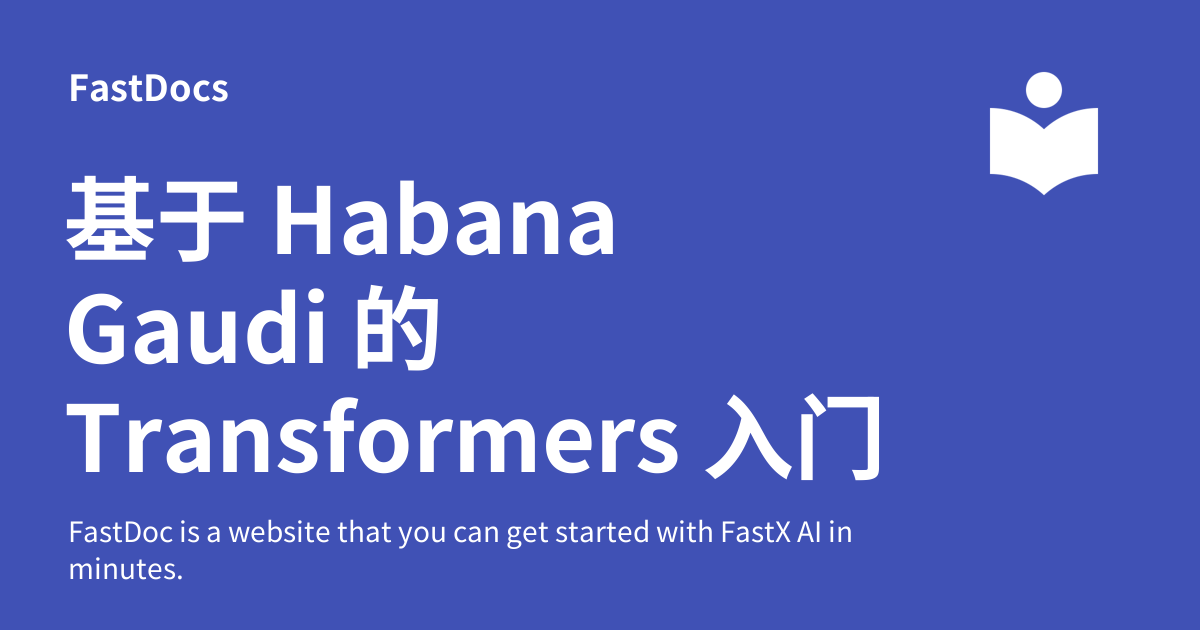 FastDocs
基于 Habana
Gaudi 的
Transformers 入门
FastDoc is a website that you can get started with FastX AI in
minutes.